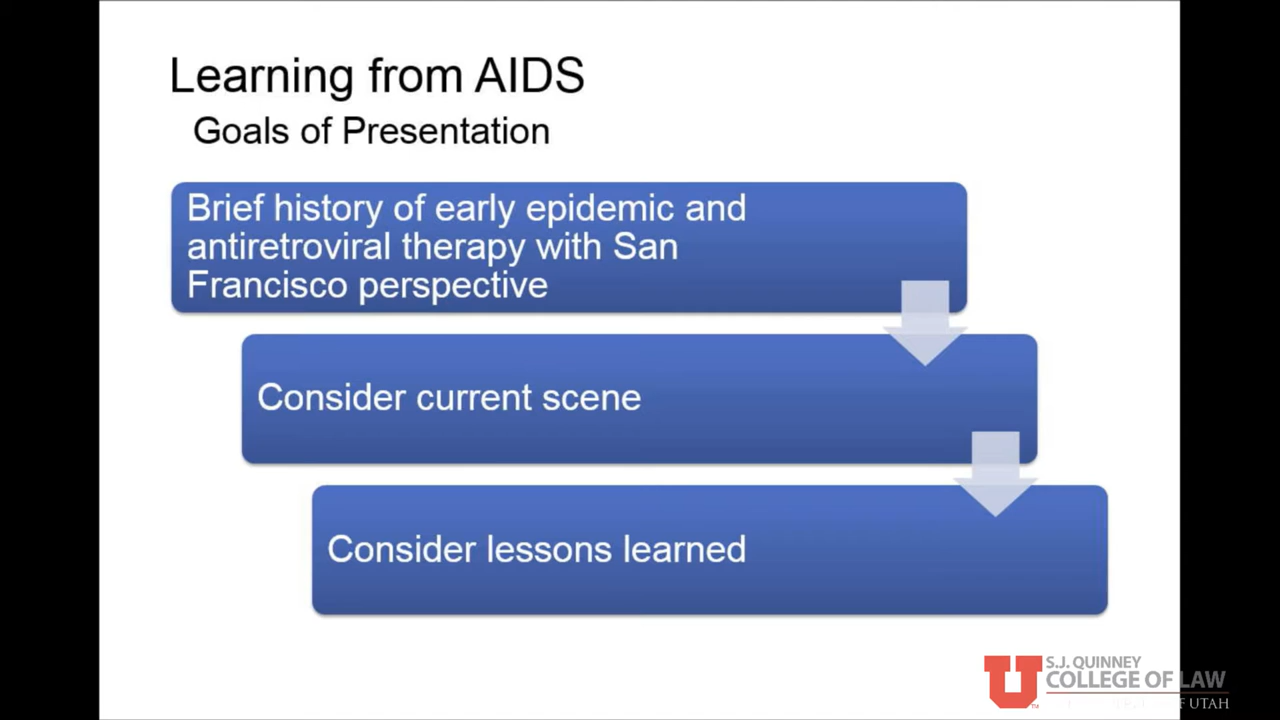 Learning from AIDS
Goals of Presentation
Brief history of early epidemic and
antiretroviral therapy with San
Francisco perspective
Consider current scene
Consider lessons learned
S.J. QUINNEY
COLLEGE OF LAW
UTAH